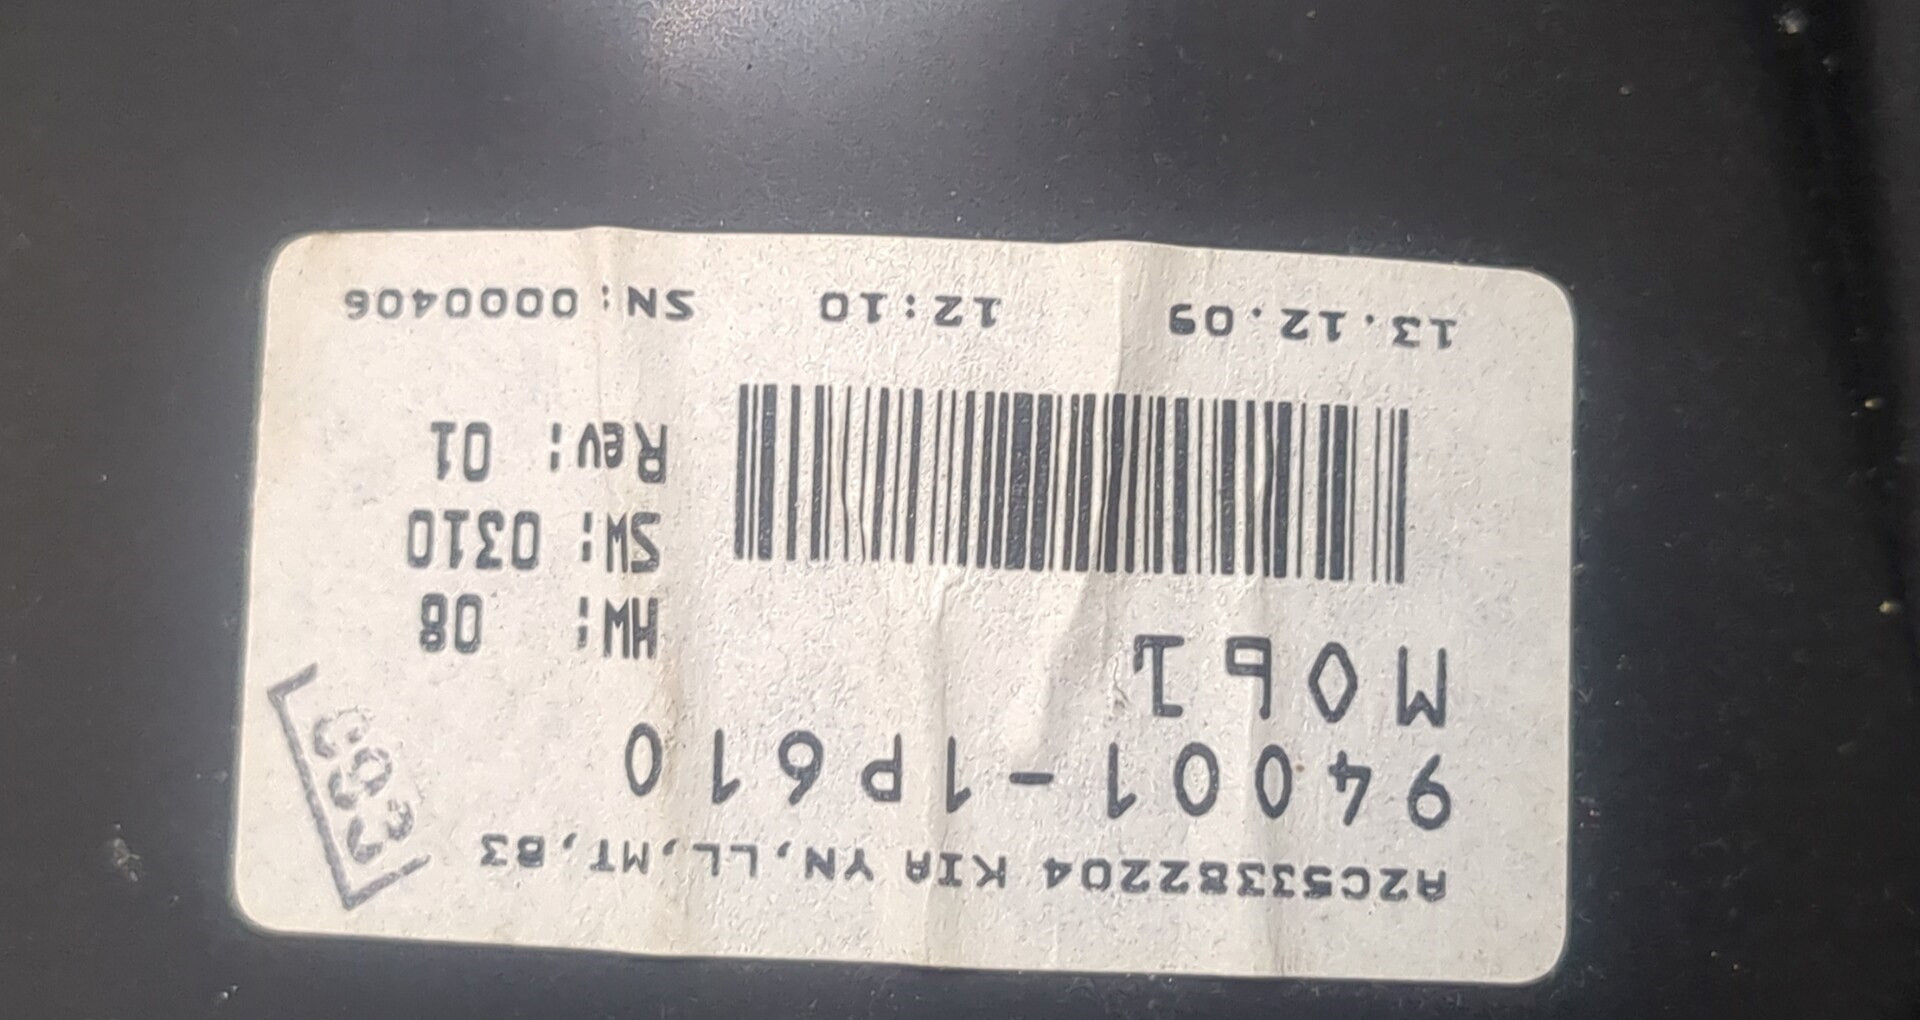 A2C53382204 KIA YN,LL,MT,B3
94001-1P610
M0b1
HW: 08
SW: 0310
Rev: 01
13.12.09 12:10 SN: 0000406